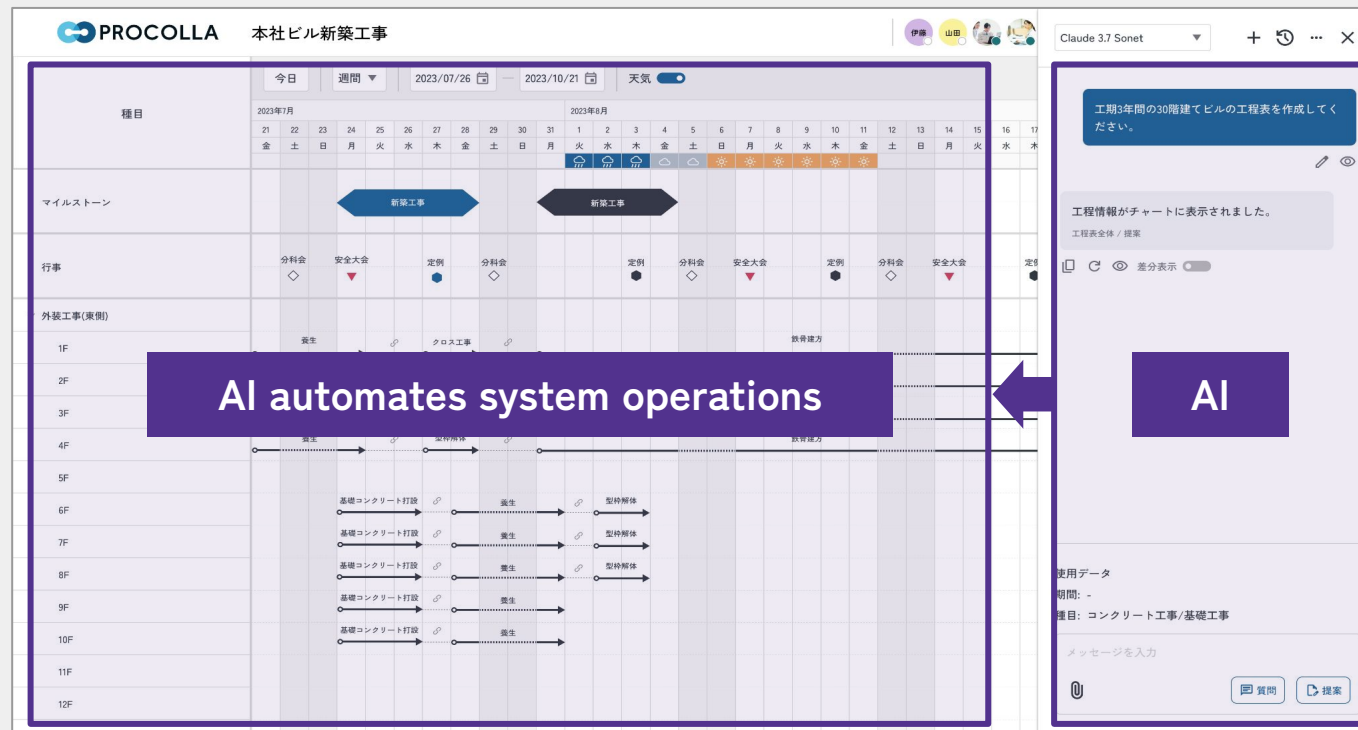 PROCOLLA
本社ビル新築工事
伊藤
山田
Claude 3.7 Sonet
種目
今日
週間
2023/07/26
2023/10/21
天気
2023年7月
2023年8月
21 22 23 24 25 26 27 28 29 30 31 1 2 3 4 5 6 7 8 9 10 11 12 13 14 15 16 17
金 土 日 月 火 水 木 金 土 日 月 火 水 木 金 土 日 月 火 水 木 金 土 日 月 火 水 木
マイルストーン
新築工事
新築工事
行事
分科会 安全大会 定例 分科会 定例 分科会 安全大会 定例 分科会 安全大会
外装工事(東側)
1F
養生 クロス工事 鉄骨建方
2F
3F
4F
養生 型枠解体 鉄骨建方
5F
6F
基礎コンクリート打設 養生 型枠解体
7F
基礎コンクリート打設 養生 型枠解体
8F
基礎コンクリート打設 養生 型枠解体
9F
基礎コンクリート打設 養生
10F
基礎コンクリート打設 養生
11F
12F
AI automates system operations
AI
工期3年間の30階建てビルの工程表を作成してく
ださい。
工程情報がチャートに表示されました。
工程表全体 / 提案
差分表示
使用データ
期間: -
種目: コンクリート工事/基礎工事
メッセージを入力
質問
提案